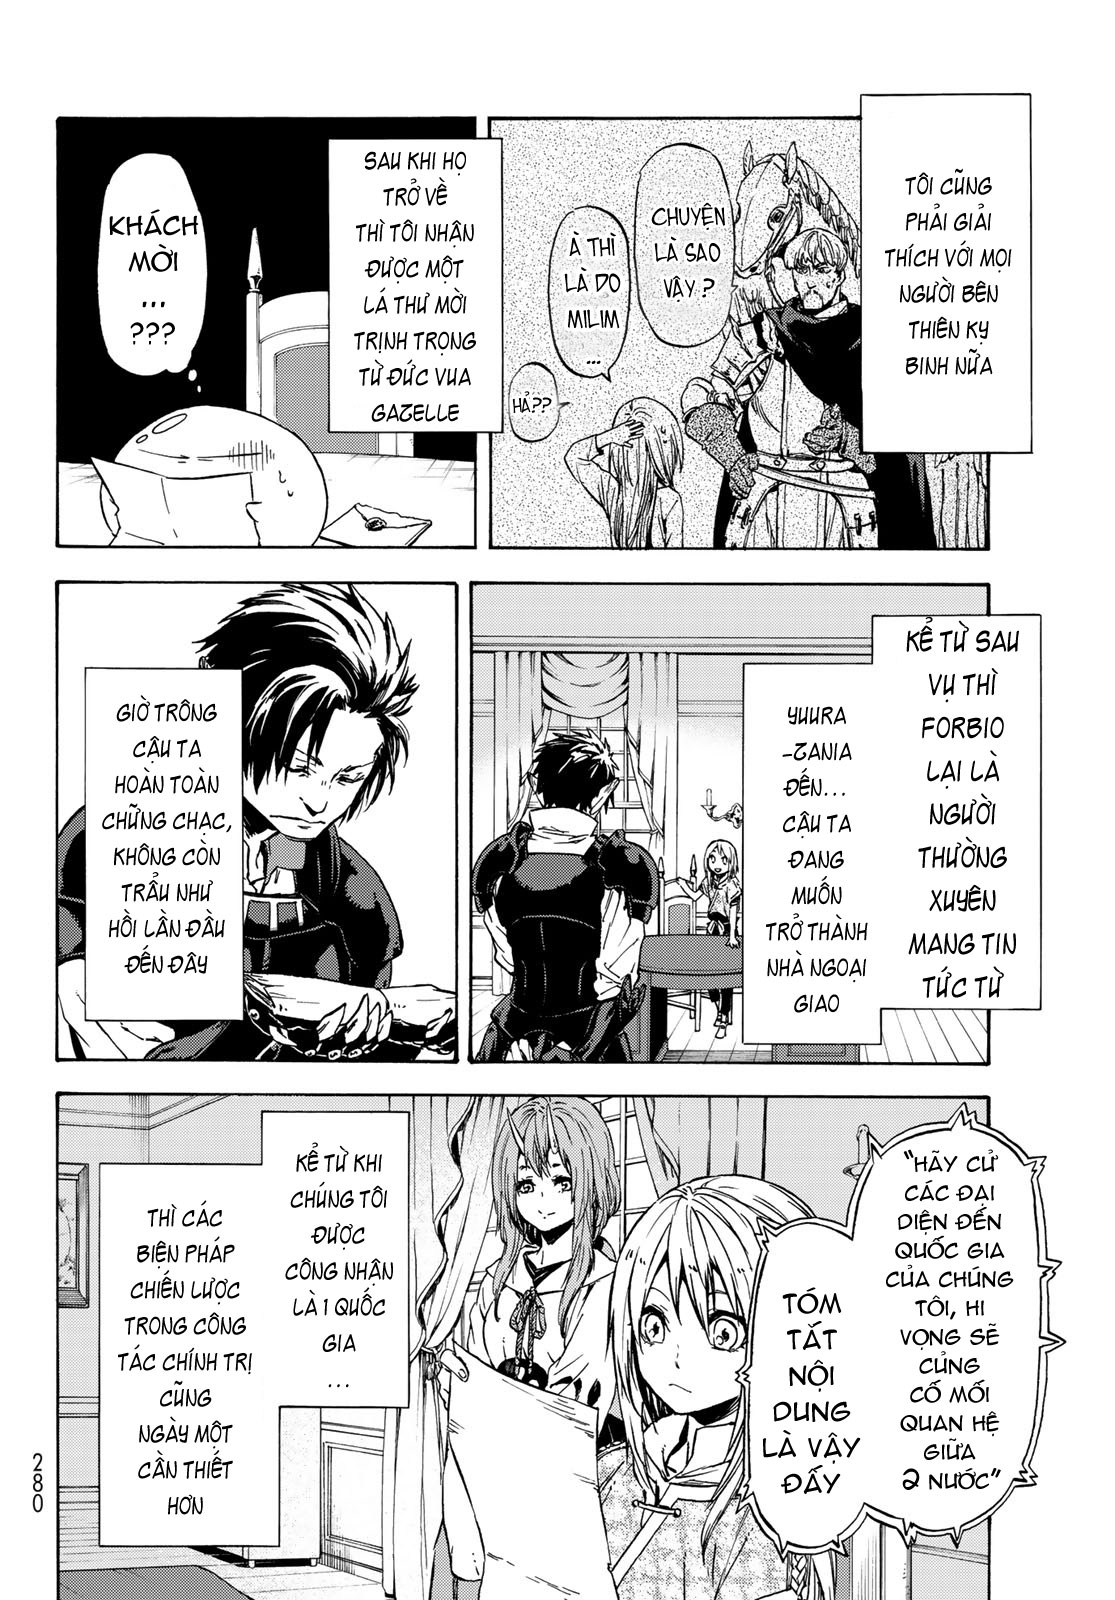 TÔI CŨNG
PHẢI GIẢI
THÍCH VỚI MỌI
NGƯỜI BÊN
THIÊN KỴ
BINH NỮA
CHUYỆN
LÀ SAO
VẬY ?
À THÌ
LÀ DO
MILIM
...
HẢ??
SAU KHI HỌ
TRỞ VỀ
THÌ TÔI NHẬN
ĐƯỢC MỘT
LÁ THƯ MỜI
TRỊNH TRỌNG
TỪ ĐỨC VUA
GAZELLE
KHÁCH
MỜI
...
???
KỂ TỪ SAU
VỤ THÌ
FORBIO
LẠI LÀ
NGƯỜI
THƯỜNG
XUYÊN
MANG TIN
TỨC TỪ
YUURA
-ZANIA
ĐẾN...
CẬU TA
ĐANG
MUỐN
TRỞ THÀNH
NHÀ NGOẠI
GIAO
GIỜ TRÔNG
CẬU TA
HOÀN TOÀN
CHỮNG CHẠC,
KHÔNG CÒN
TRẨU NHƯ
HỒI LẦN ĐẦU
ĐẾN ĐÂY
"HÃY CỬ
CÁC ĐẠI
DIỆN ĐẾN
QUỐC GIA
CỦA CHÚNG
TÔI, HI
VỌNG SẼ
CỦNG
CỐ MỐI
QUAN HỆ
GIỮA
2 NƯỚC"
TÓM
TẮT
NỘI
DUNG
LÀ VẬY
ĐẤY
KỂ TỪ KHI
CHÚNG TÔI
ĐƯỢC
CÔNG NHẬN
LÀ 1 QUỐC
GIA
...
THÌ CÁC
BIỆN PHÁP
CHIẾN LƯỢC
TRONG CÔNG
TÁC CHÍNH TRỊ
CŨNG
NGÀY MỘT
CẦN THIẾT
HƠN
280